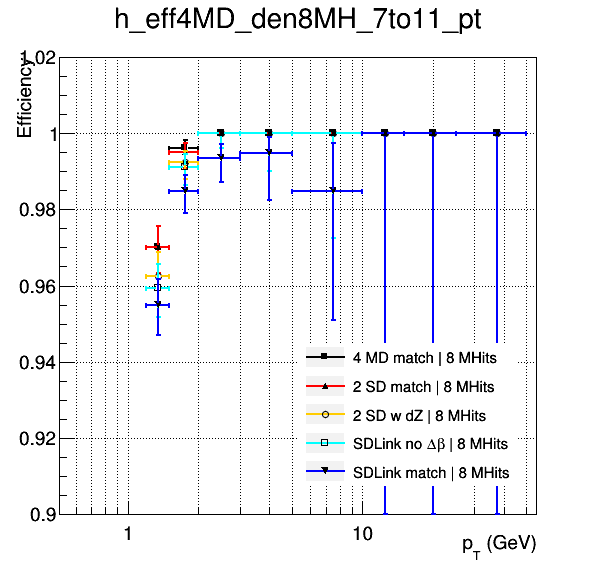 h_eff4MD_den8MH_7to11_pt
Efficiency
1.02
1
0.98
0.96
0.94
0.92
0.9
4 MD match | 8 MHits
2 SD match | 8 MHits
2 SD w dZ | 8 MHits
SDLink no Δβ | 8 MHits
SDLink match | 8 MHits
1
10
p_T (GeV)